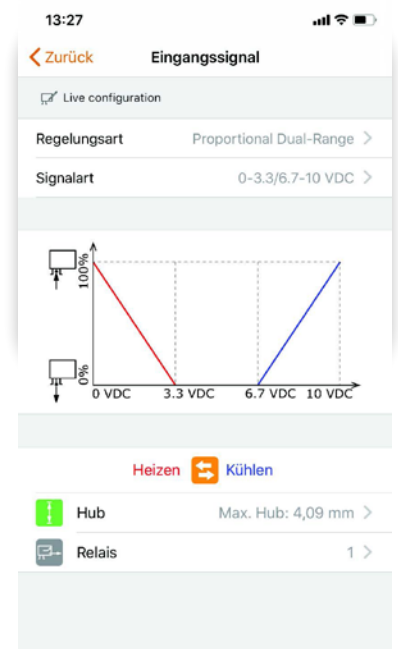 13:27
Zurück Eingangssignal
Live configuration
Regelungsart Proportional Dual-Range
Signalart 0-3.3/6.7-10 VDC
100%
0%
0 VDC 3.3 VDC 6.7 VDC 10 VDC
Heizen Kühlen
Hub Max. Hub: 4,09 mm
Relais 1